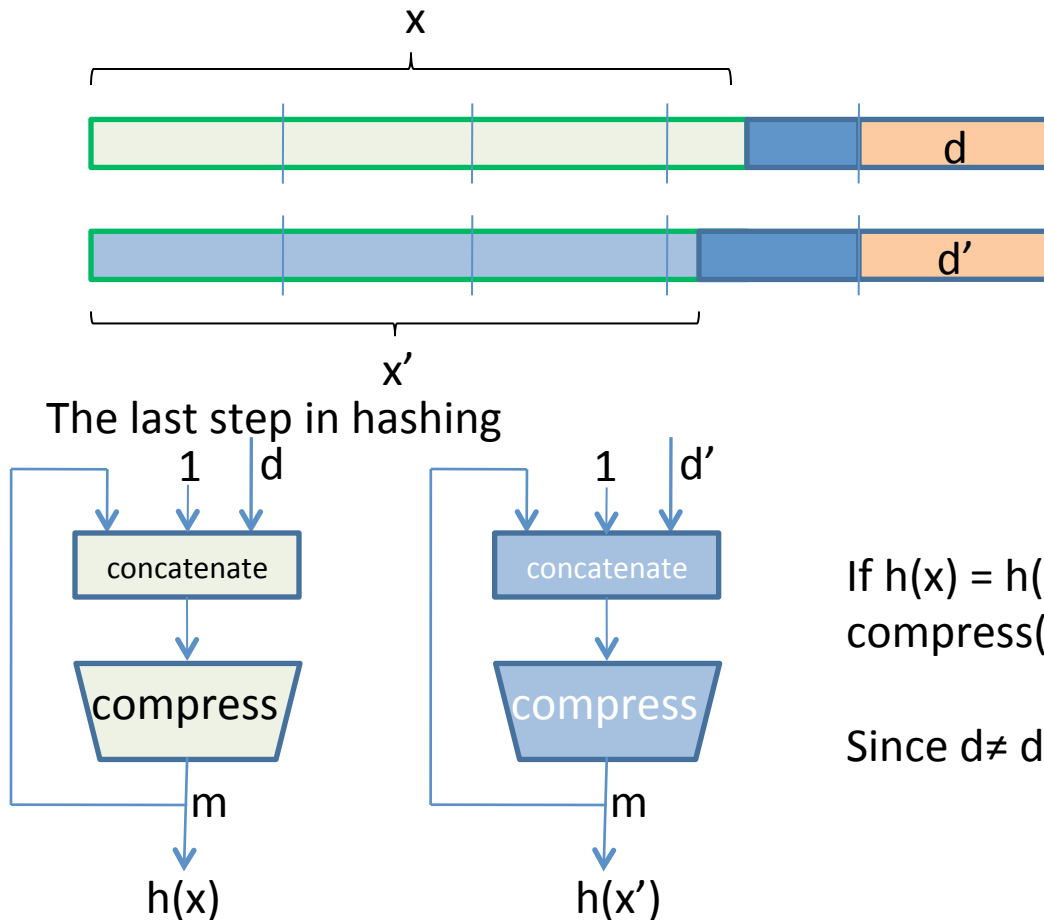 x
d
d’
x’
The last step in hashing
1 d
1 d’
concatenate
concatenate
If h(x) = h(
compress(
compress
compress
Since d≠ d
m
m
h(x)
h(x’)